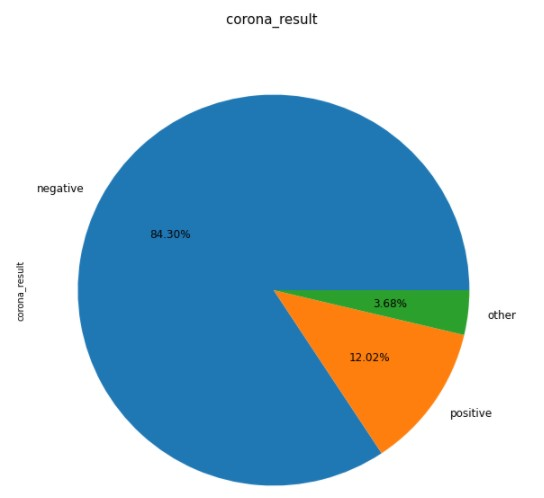 corona_result
negative
84.30%
corona_result
3.68%
other
12.02%
positive